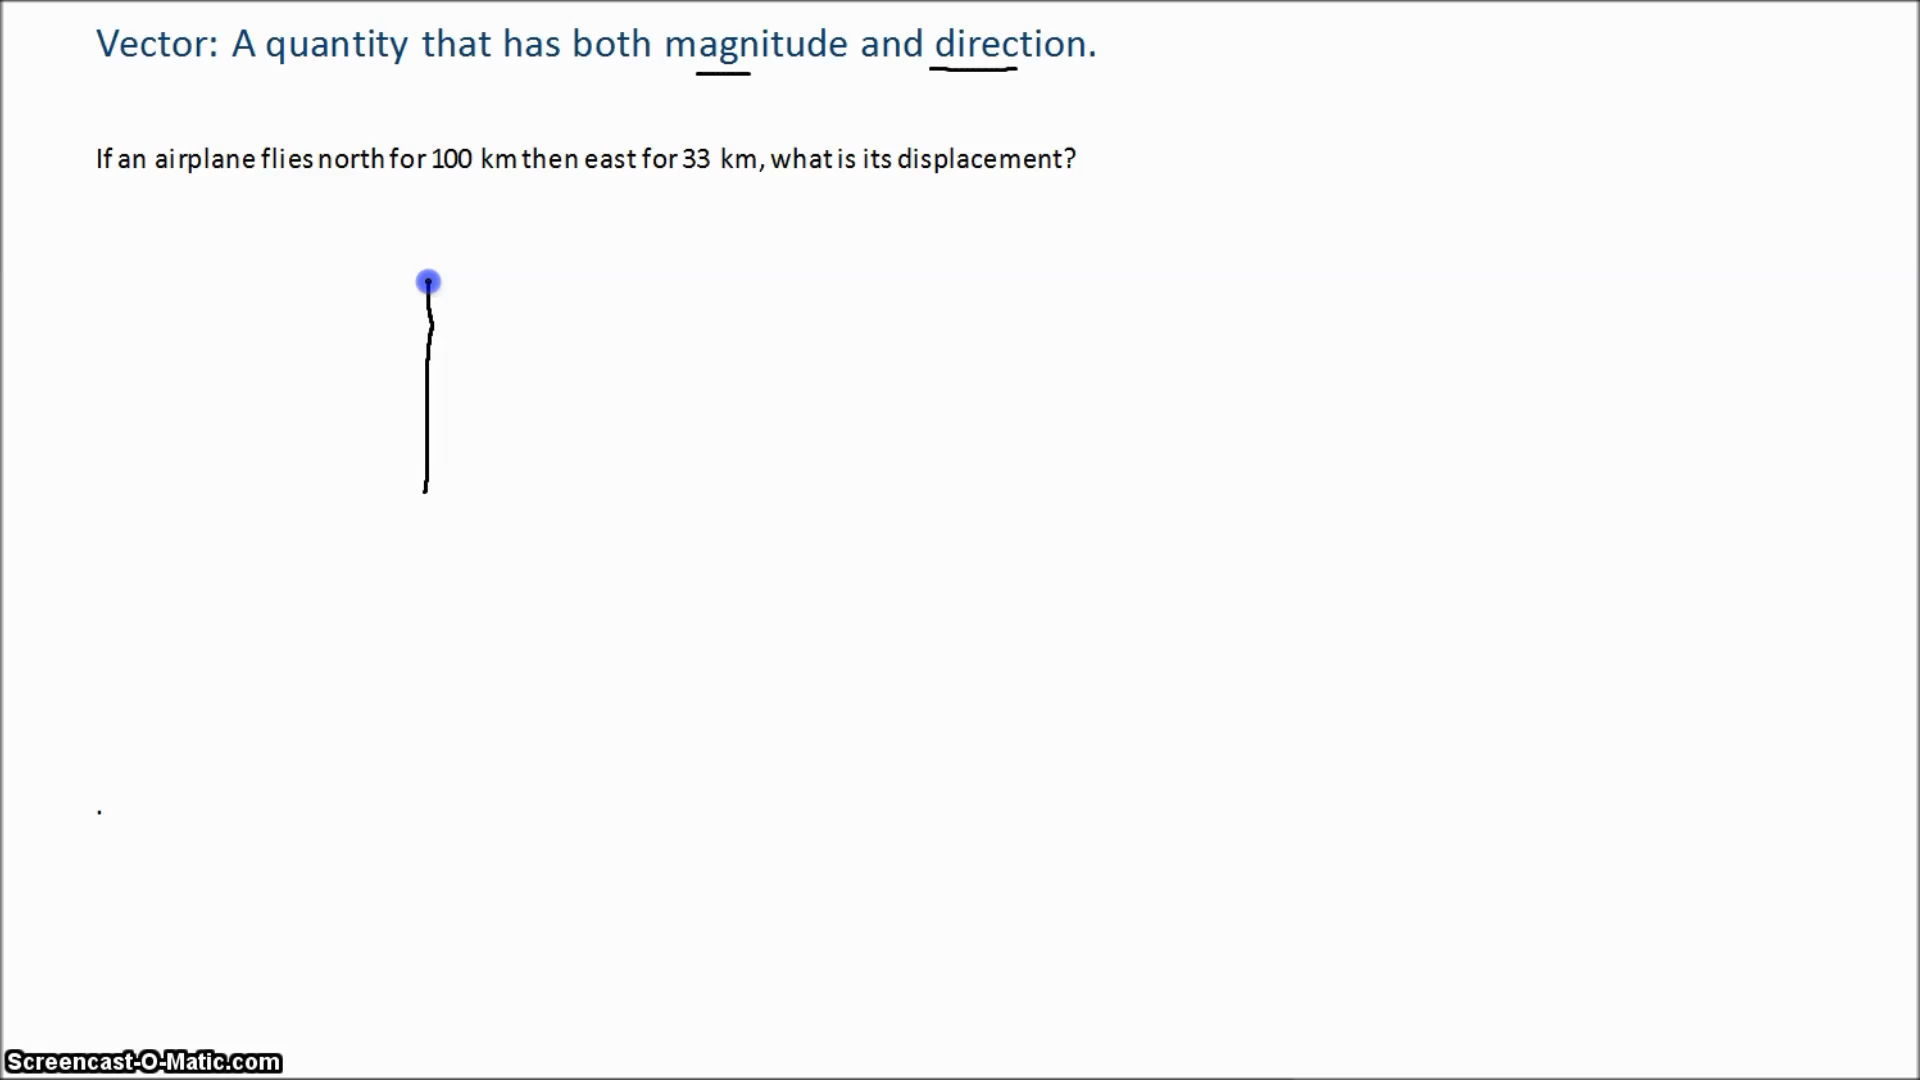 Vector: A quantity that has both magnitude and direction.
If an airplane flies north for 100 km then east for 33 km, what is its displacement?
.
Screencast-O-Matic.com